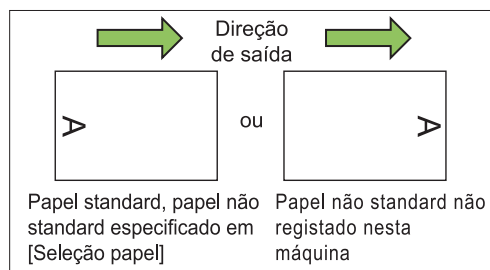 Direção
de saída
A
ou
A
Papel standard, papel não
standard especificado em
[Seleção papel]
Papel não standard não
registado nesta
máquina